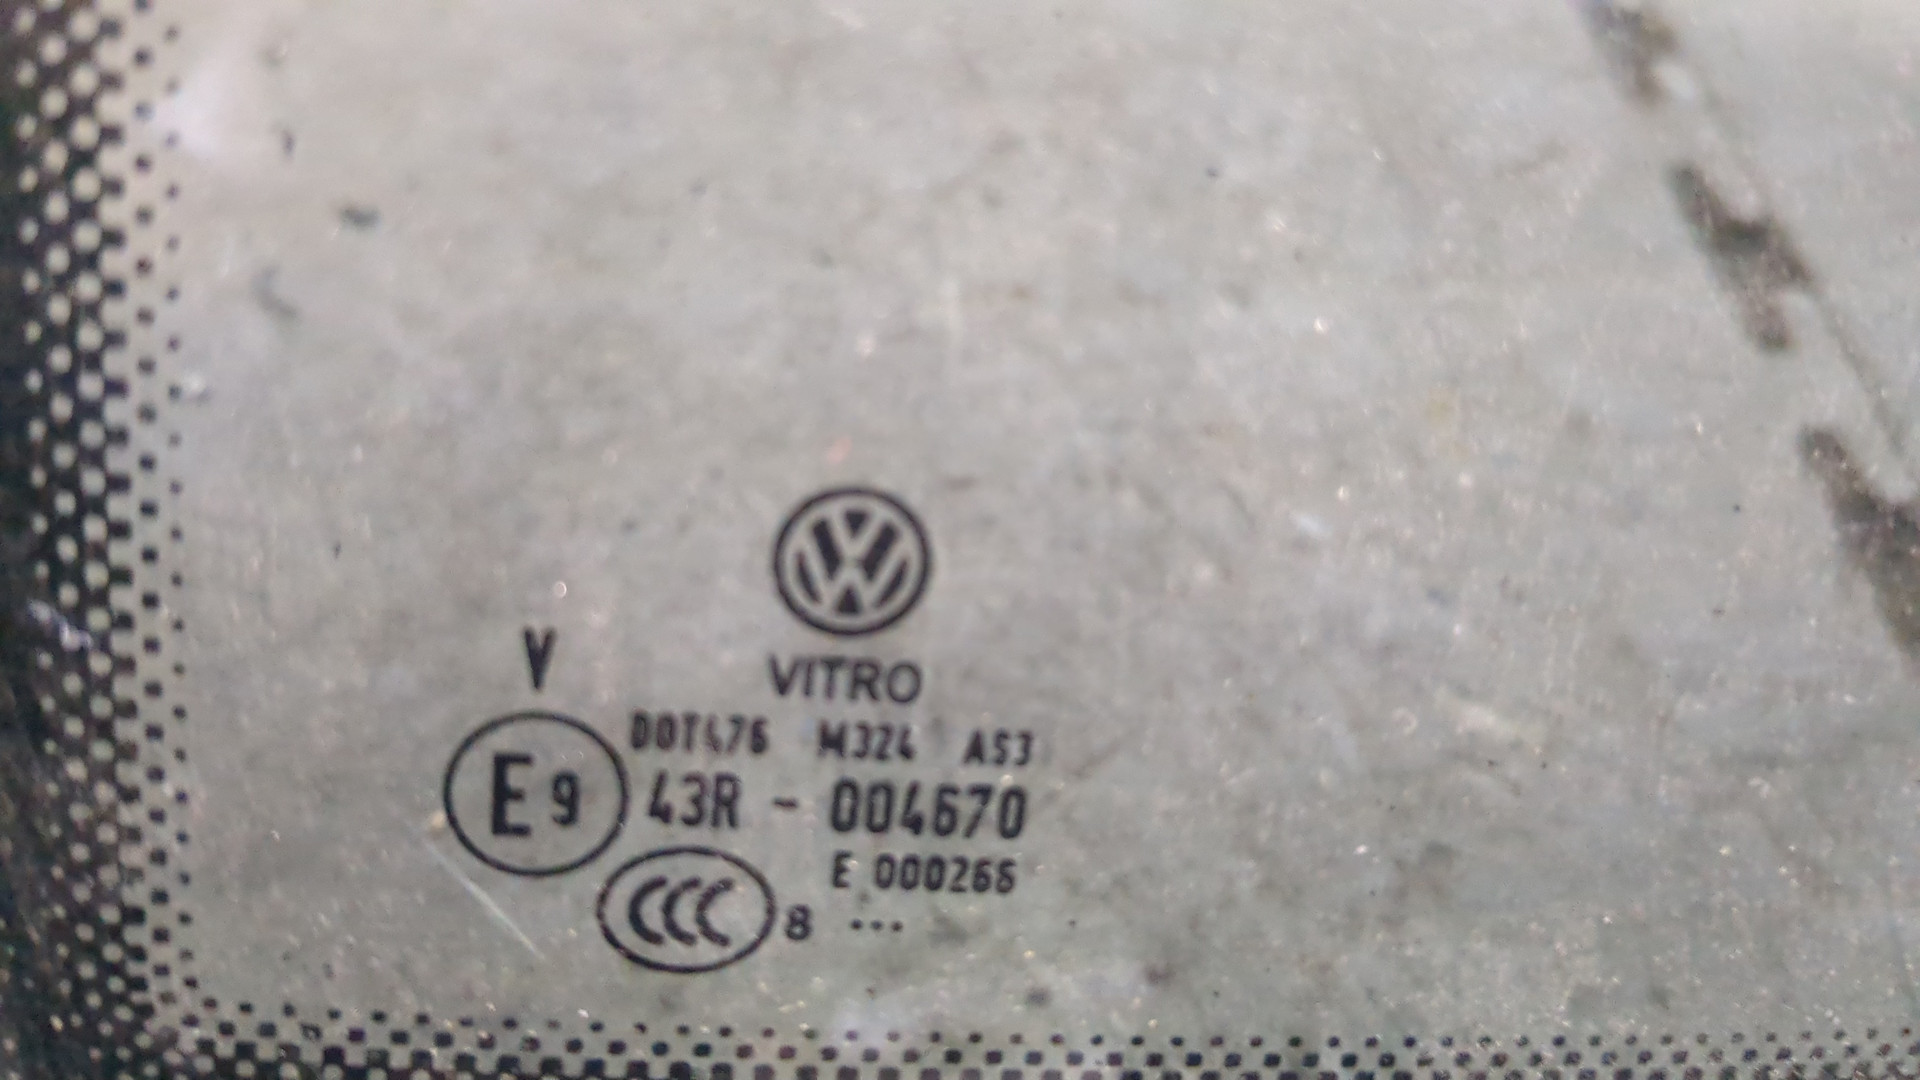 VITRO
V
DOT476 M324 AS3
E9 43R - 004670
E 000266
CCC 8 ...